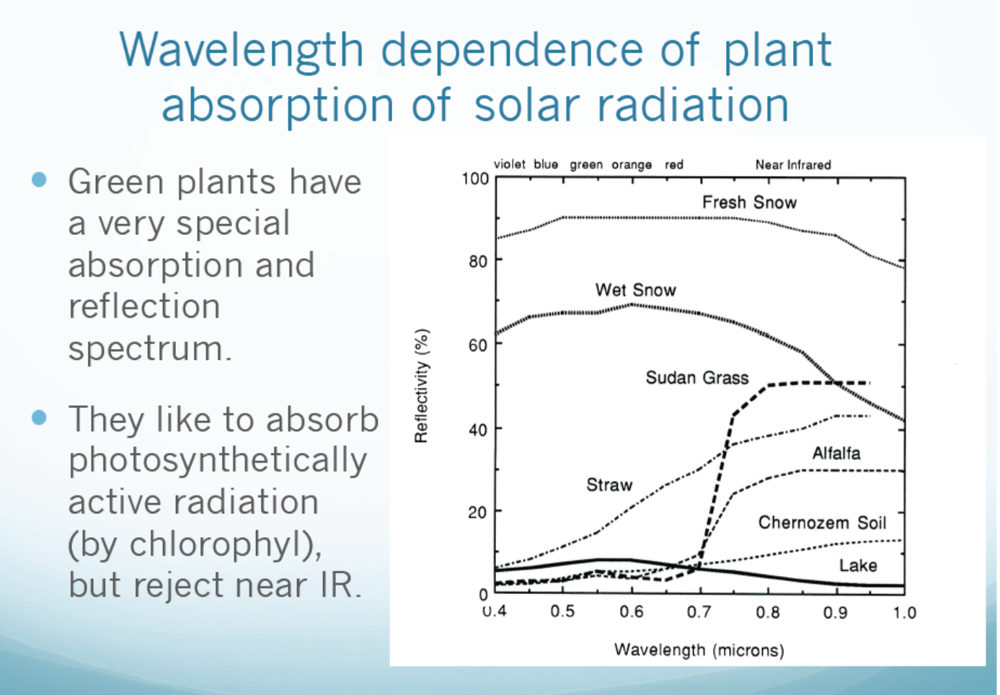 Wavelength dependence of plant
absorption of solar radiation
Green plants have
a very special
absorption and
reflection
spectrum.
They like to absorb
photosynthetically
active radiation
(by chlorophyl),
but reject near IR.
violet blue green orange red Near Infrared
100
Fresh Snow
80
Wet Snow
60
Sudan Grass
Reflectivity (%)
40
Alfalfa
Straw
20
Chernozem Soil
Lake
0
0.4 0.5 0.6 0.7 0.8 0.9 1.0
Wavelength (microns)